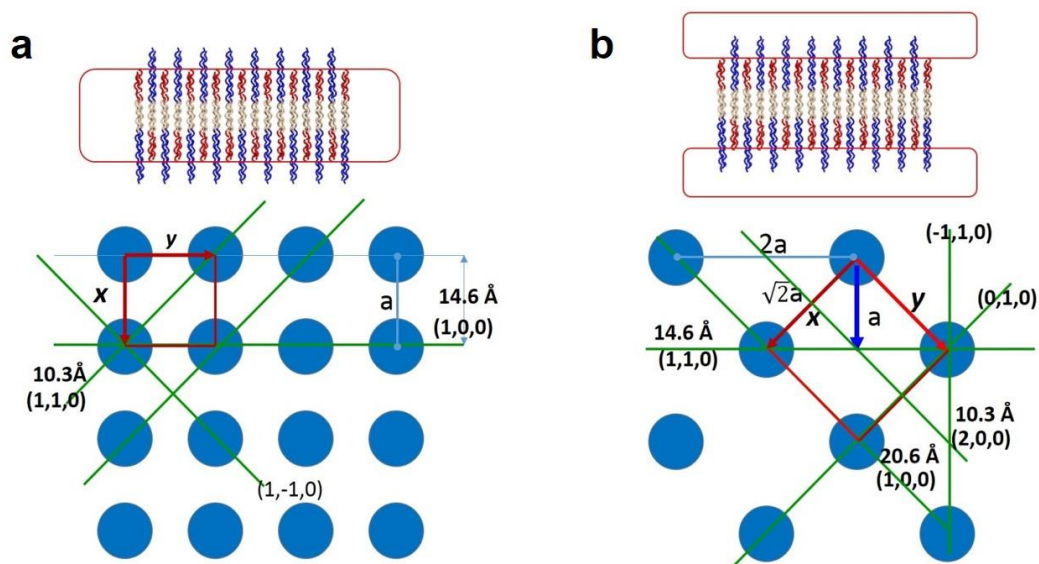 a
y
x
a
14.6 Å
(1,0,0)
10.3Å
(1,1,0)
(1,-1,0)
b
(-1,1,0)
2a
(0,1,0)
√2a
x
a
y
14.6 Å
(1,1,0)
10.3 Å
(2,0,0)
20.6 Å
(1,0,0)